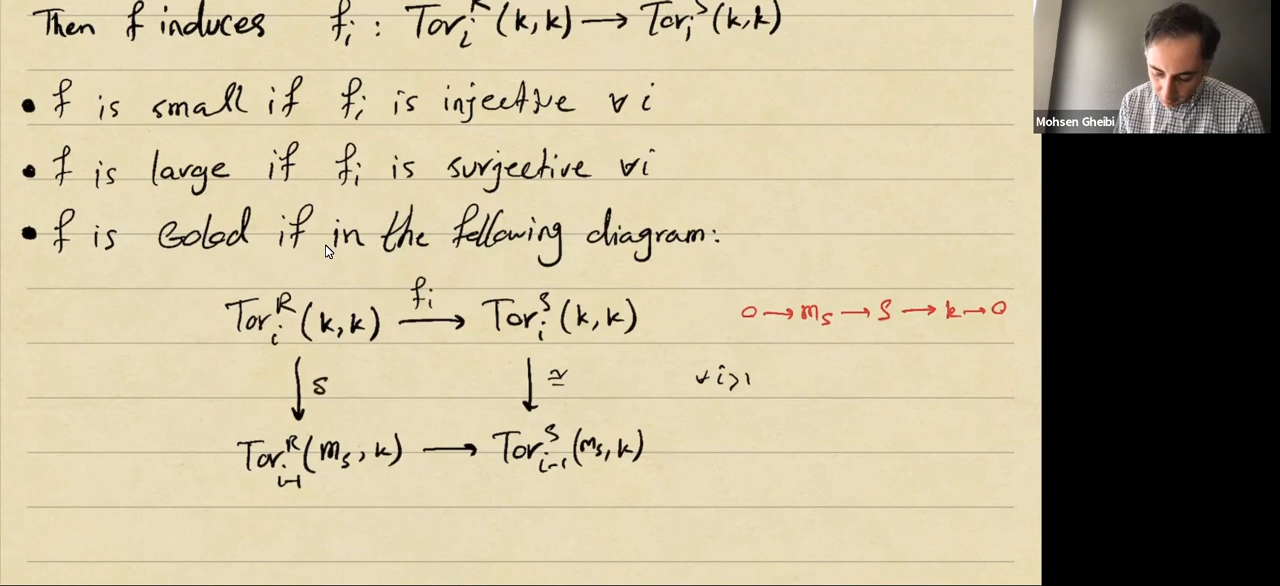 Then f induces f_i : Tor_i^R (k,k) → Tor_i^S (k,k)
• f is small if f_i is injective ∀ i
Mohsen Gheibi
• f is large if f_i is surjective ∀ i
• f is Golod if in the following diagram:
Tor_i^R (k,k) —f_i→ Tor_i^S (k,k)
0 → m_S → S → k → 0
↓ δ ↓ ≅ ∀ i>1
Tor_{i-1}^R (m_S, k) → Tor_{i-1}^S (m_S, k)